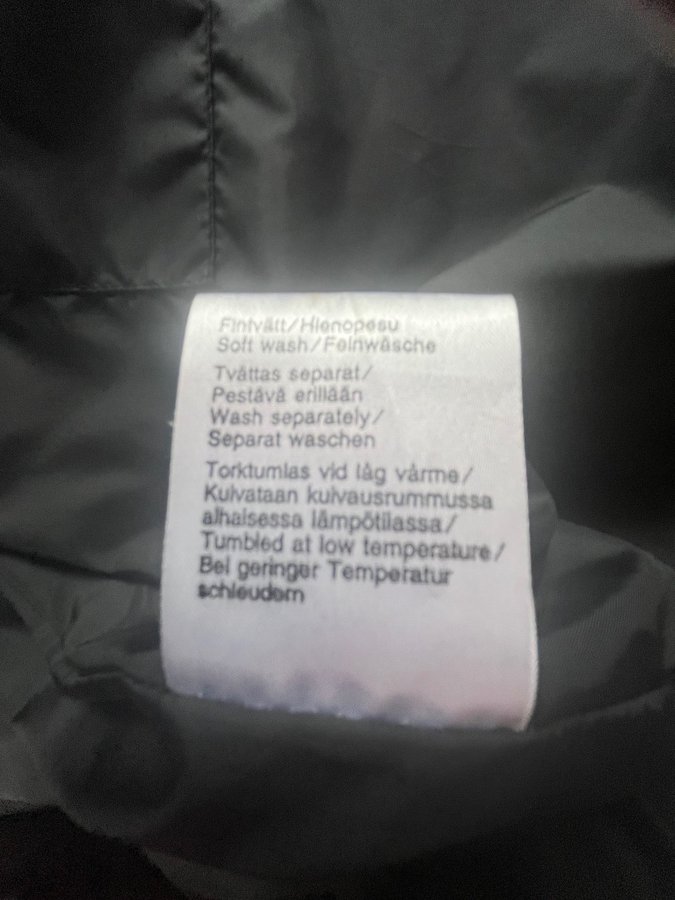 Fintvätt/Hienopesu
Soft wash/Feinwäsche
Tvättas separat/
Pestävä erillään
Wash separately/
Separat waschen
Torktumlas vid låg värme/
Kuivataan kuivausrummussa
alhaisessa lämpötilassa/
Tumbled at low temperature/
Bei geringer Temperatur
schleudern